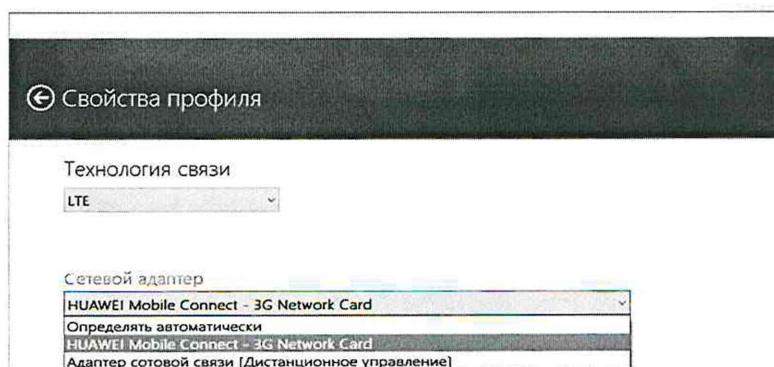 Свойства профиля
Технология связи
LTE
Сетевой адаптер
HUAWEI Mobile Connect - 3G Network Card
Определять автоматически
HUAWEI Mobile Connect - 3G Network Card
Адаптер сотовой связи [Дистанционное управление]